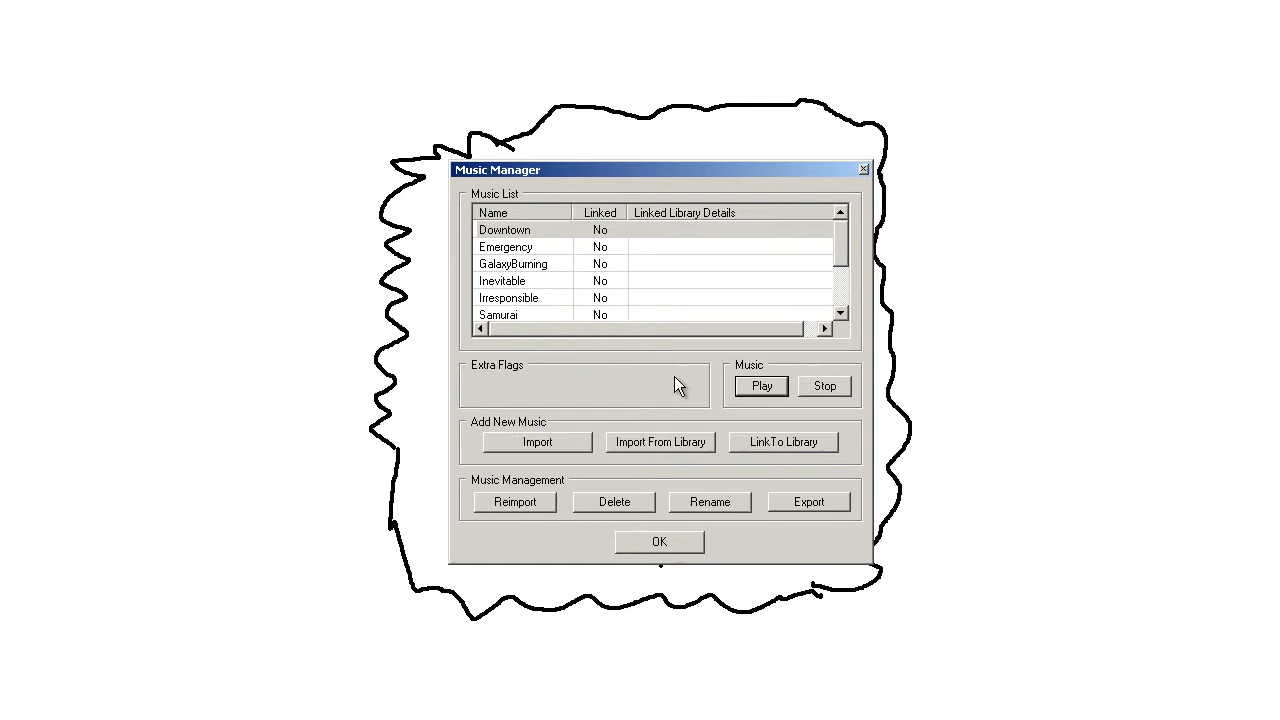 Music Manager
Music List
Name Linked Linked Library Details
Downtown No
Emergency No
GalaxyBurning No
Inevitable No
Irresponsible No
Samurai No
Extra Flags
Music
Play Stop
Add New Music
Import Import From Library LinkTo Library
Music Management
Reimport Delete Rename Export
OK